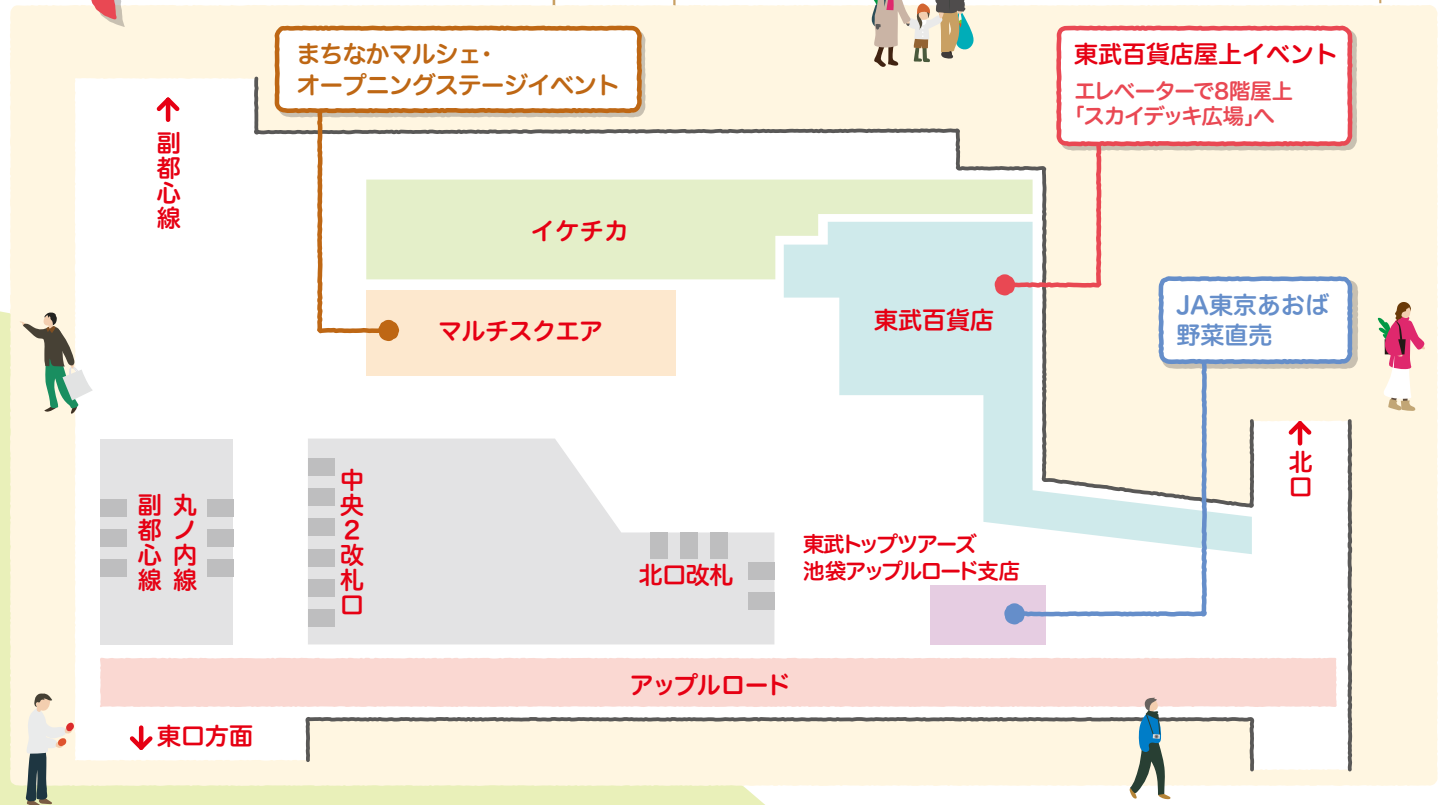 まちなかマルシェ・
オープニングステージイベント
東武百貨店屋上イベント
エレベーターで8階屋上
「スカイデッキ広場」へ
↑副都心線
イケチカ
マルチスクエア
東武百貨店
JA東京あおば
野菜直売
↑北口
丸ノ内線
副都心線
中央2改札口
北口改札
東武トップツアーズ
池袋アップルロード支店
アップルロード
↓東口方面